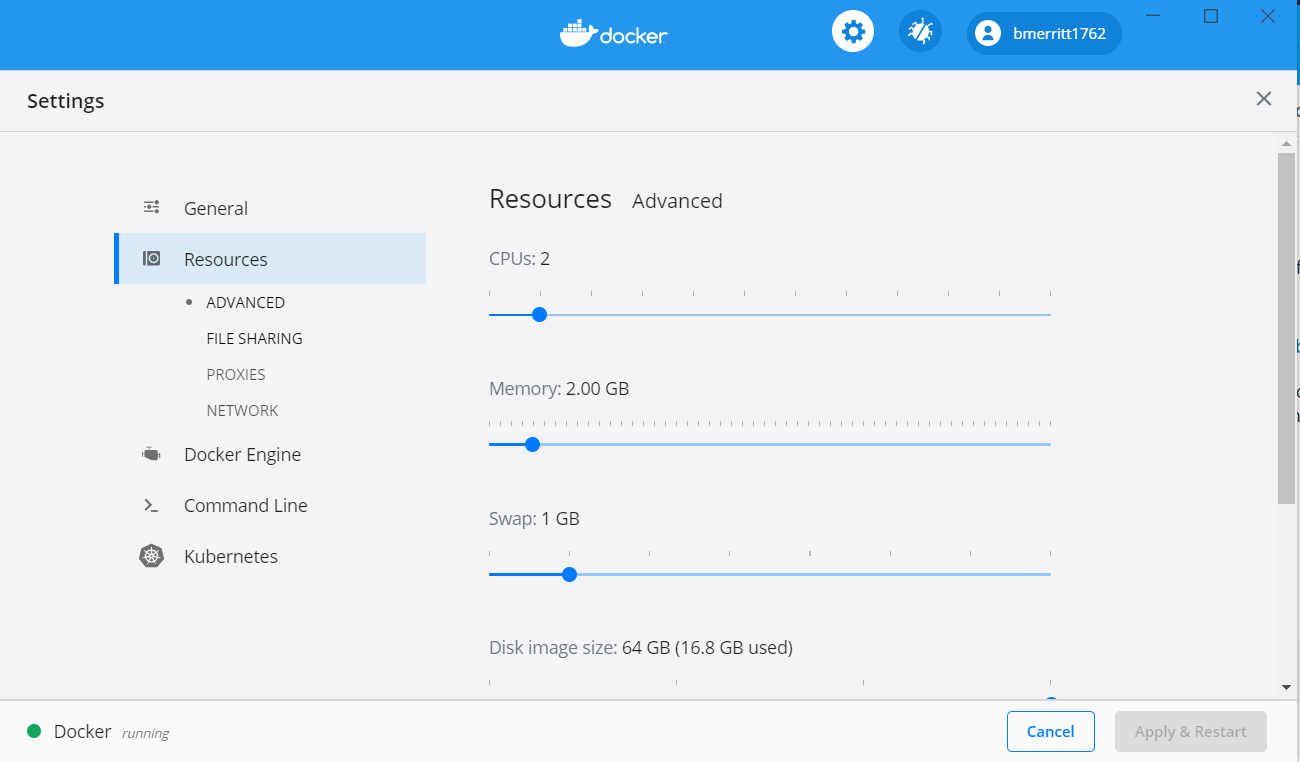 docker
bmerritt1762
Settings
General
Resources
ADVANCED
FILE SHARING
PROXIES
NETWORK
Docker Engine
Command Line
Kubernetes
Resources Advanced
CPUs: 2
Memory: 2.00 GB
Swap: 1 GB
Disk image size: 64 GB (16.8 GB used)
Docker running
Cancel
Apply & Restart